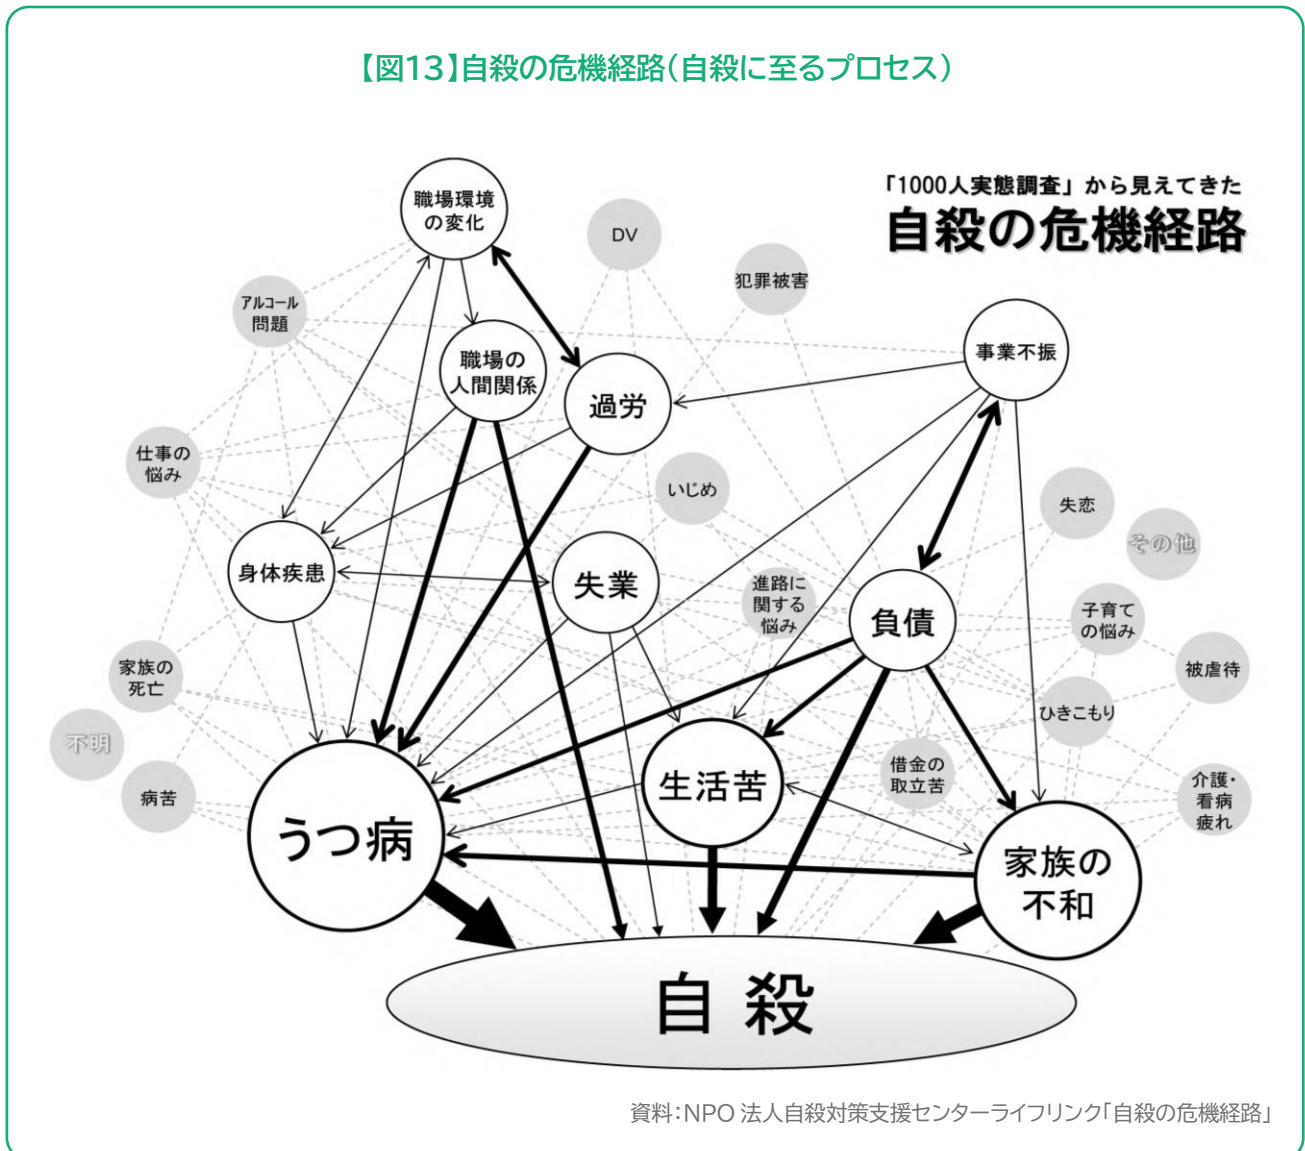 【図13】自殺の危機経路(自殺に至るプロセス)
「1000人実態調査」から見えてきた
自殺の危機経路
職場環境
の変化
DV
犯罪被害
アルコール
問題
職場の
人間関係
過労
事業不振
仕事の
悩み
いじめ
失恋
その他
身体疾患
失業
進路に
関する
悩み
負債
子育て
の悩み
家族の
死亡
被虐待
ひきこもり
不明
病苦
うつ病
生活苦
借金の
取立苦
介護・
看病
疲れ
家族の
不和
自殺
資料:NPO 法人自殺対策支援センターライフリンク「自殺の危機経路」